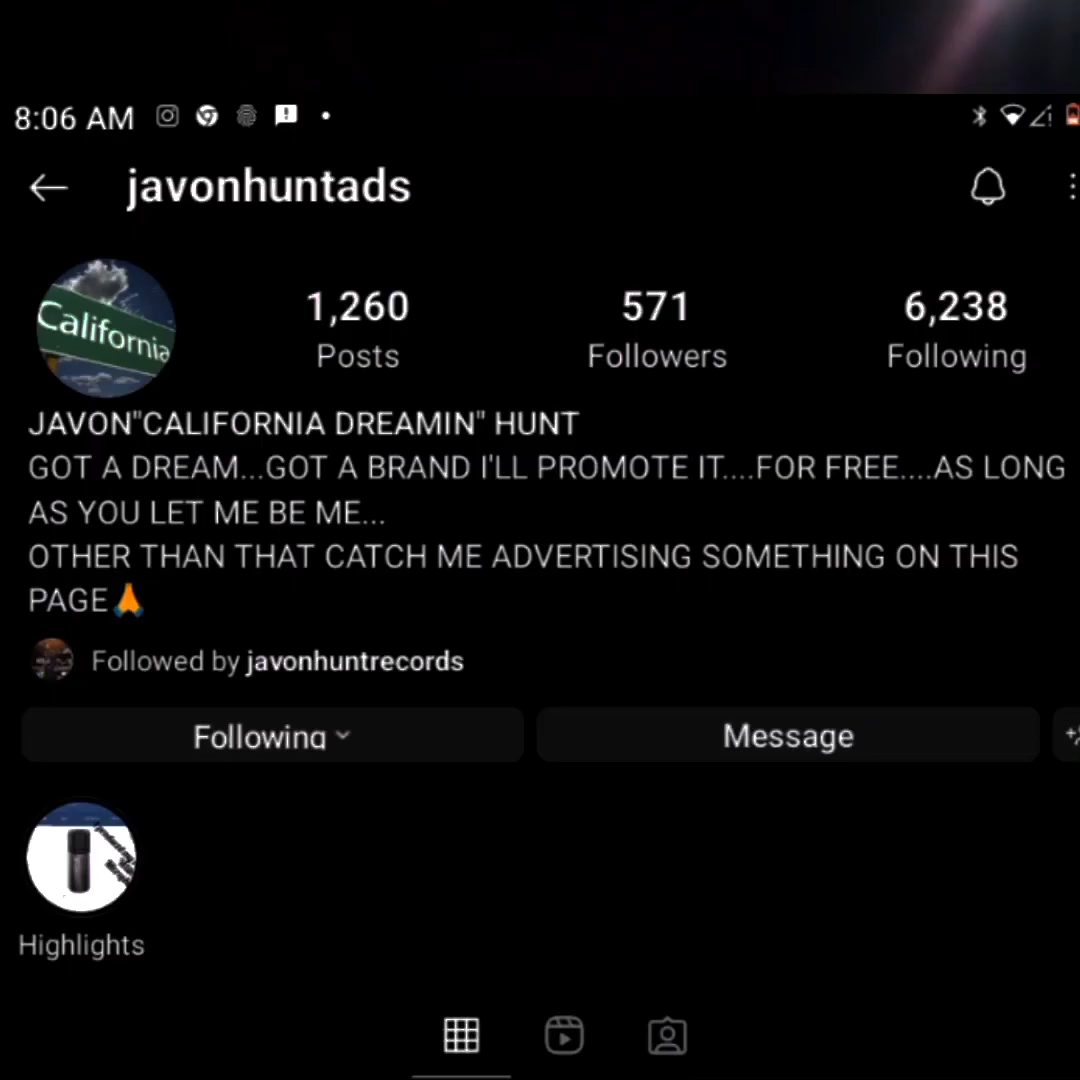 8:06 AM
javonhuntads
California
1,260
571
6,238
Posts
Followers
Following
JAVON"CALIFORNIA DREAMIN" HUNT
GOT A DREAM...GOT A BRAND I'LL PROMOTE IT....FOR FREE....AS LONG
AS YOU LET ME BE ME...
OTHER THAN THAT CATCH ME ADVERTISING SOMETHING ON THIS
PAGE🙏
Followed by javonhuntrecords
Following
Message
Highlights